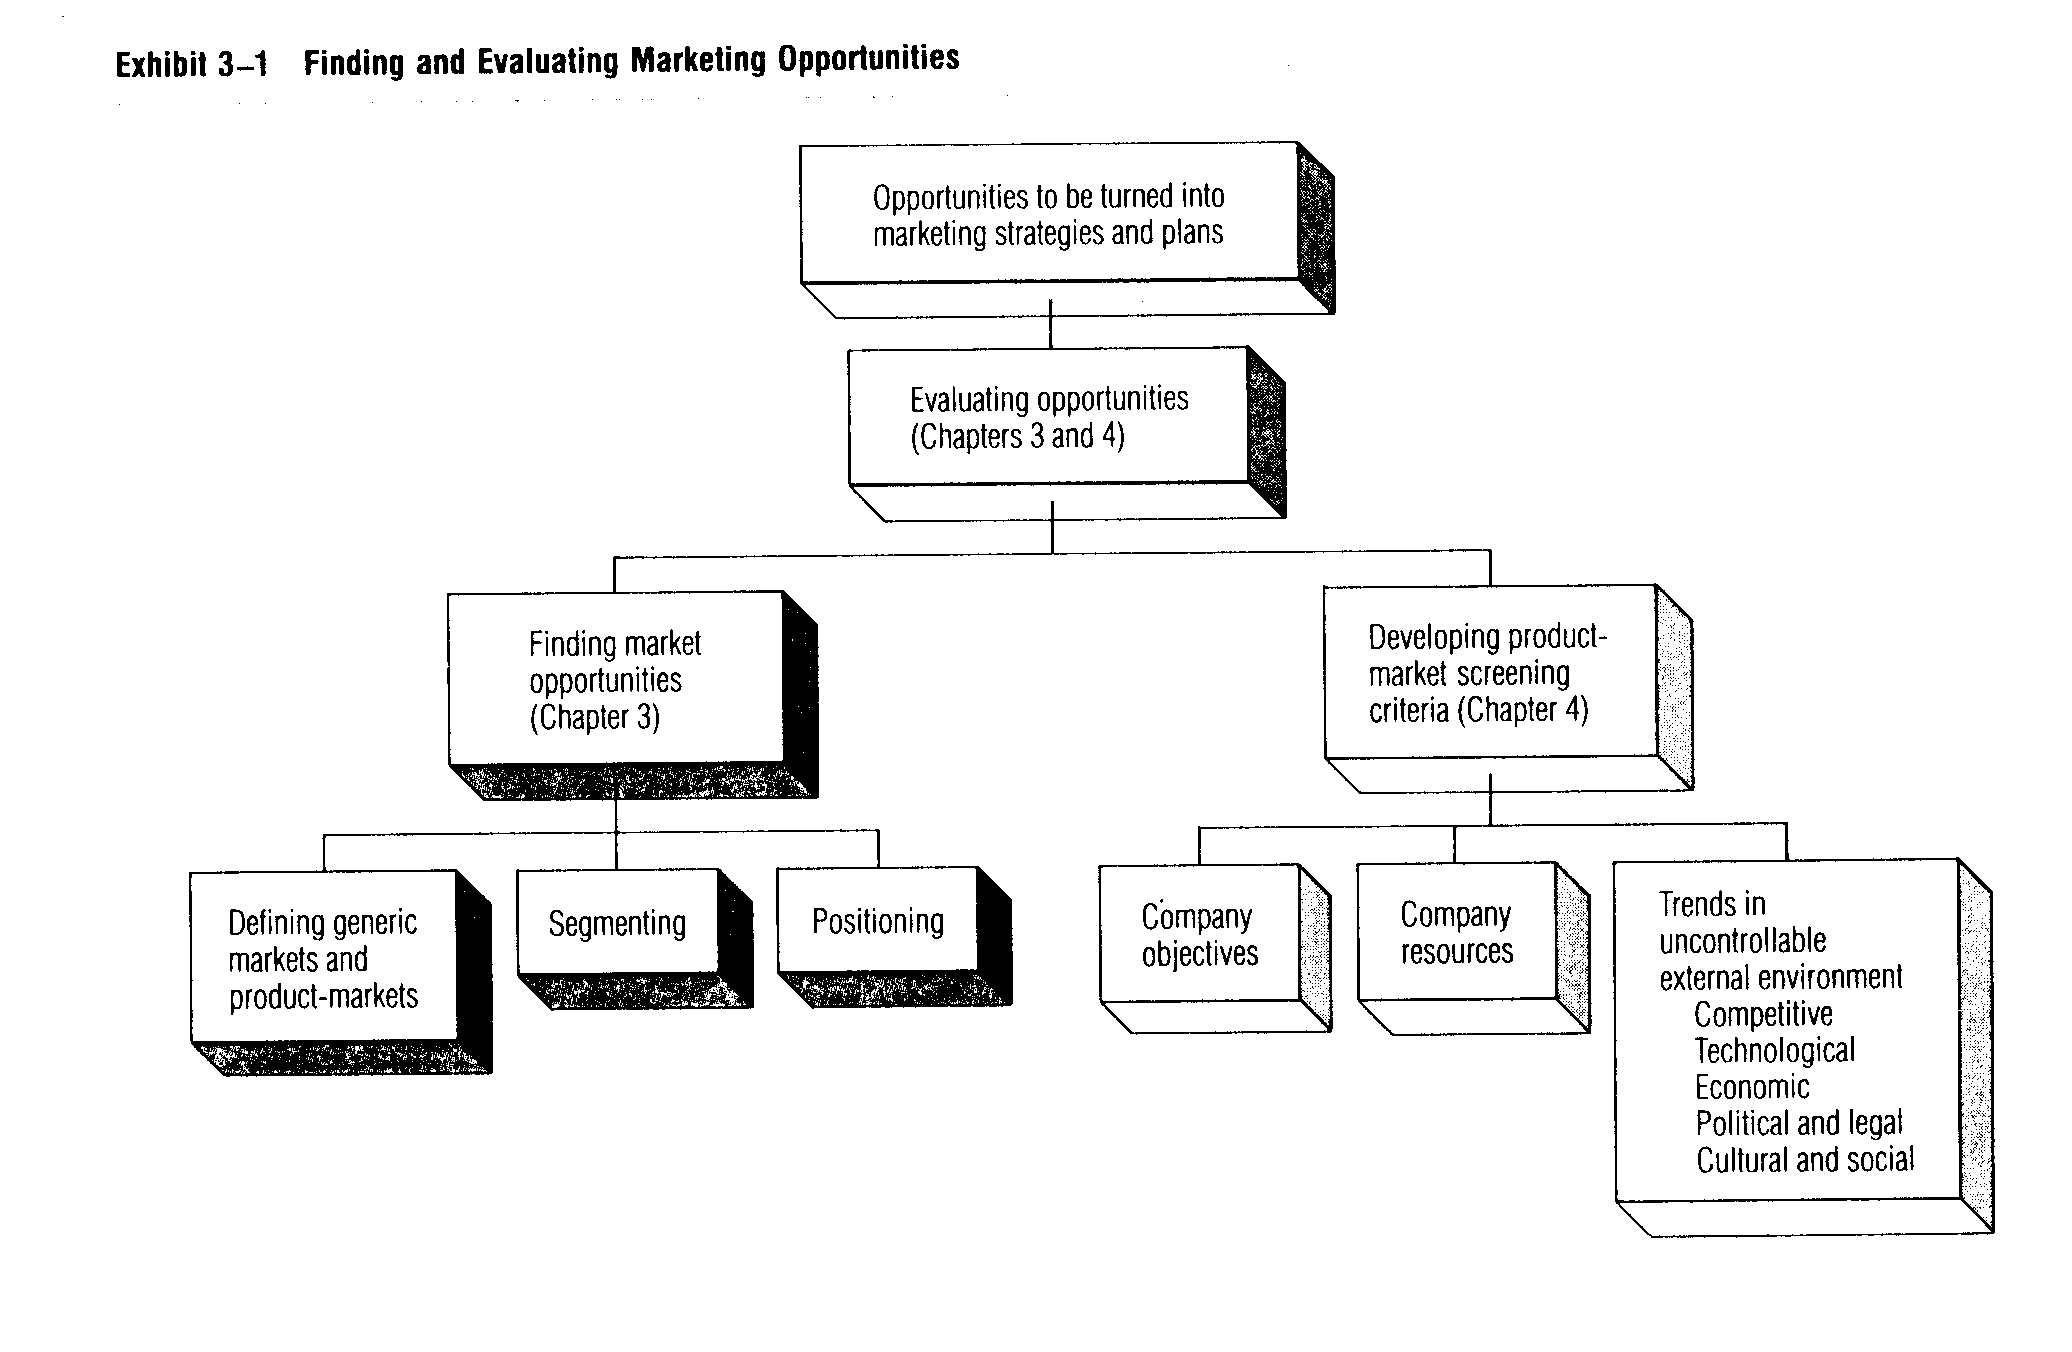 Exhibit 3–1 Finding and Evaluating Marketing Opportunities
Opportunities to be turned into
marketing strategies and plans
Evaluating opportunities
(Chapters 3 and 4)
Finding market
opportunities
(Chapter 3)
Developing product-
market screening
criteria (Chapter 4)
Defining generic
markets and
product-markets
Segmenting
Positioning
Company
objectives
Company
resources
Trends in
uncontrollable
external environment
Competitive
Technological
Economic
Political and legal
Cultural and social